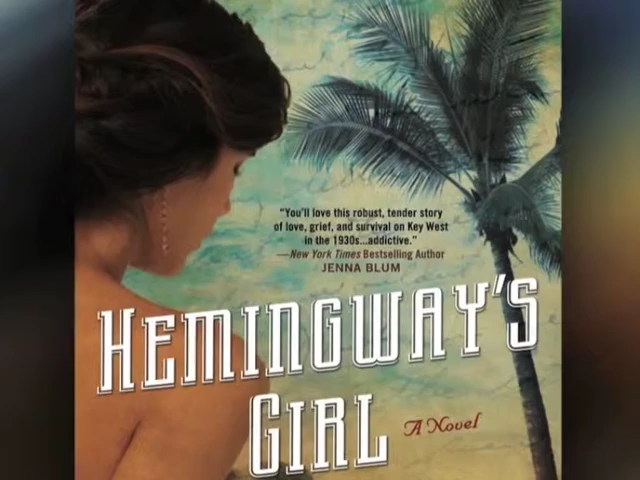 "You'll love this robust, tender story
of love, grief, and survival on Key West
in the 1930s...addictive."
—New York Times Bestselling Author
JENNA BLUM
HEMINGWAY'S
GIRL
A Novel